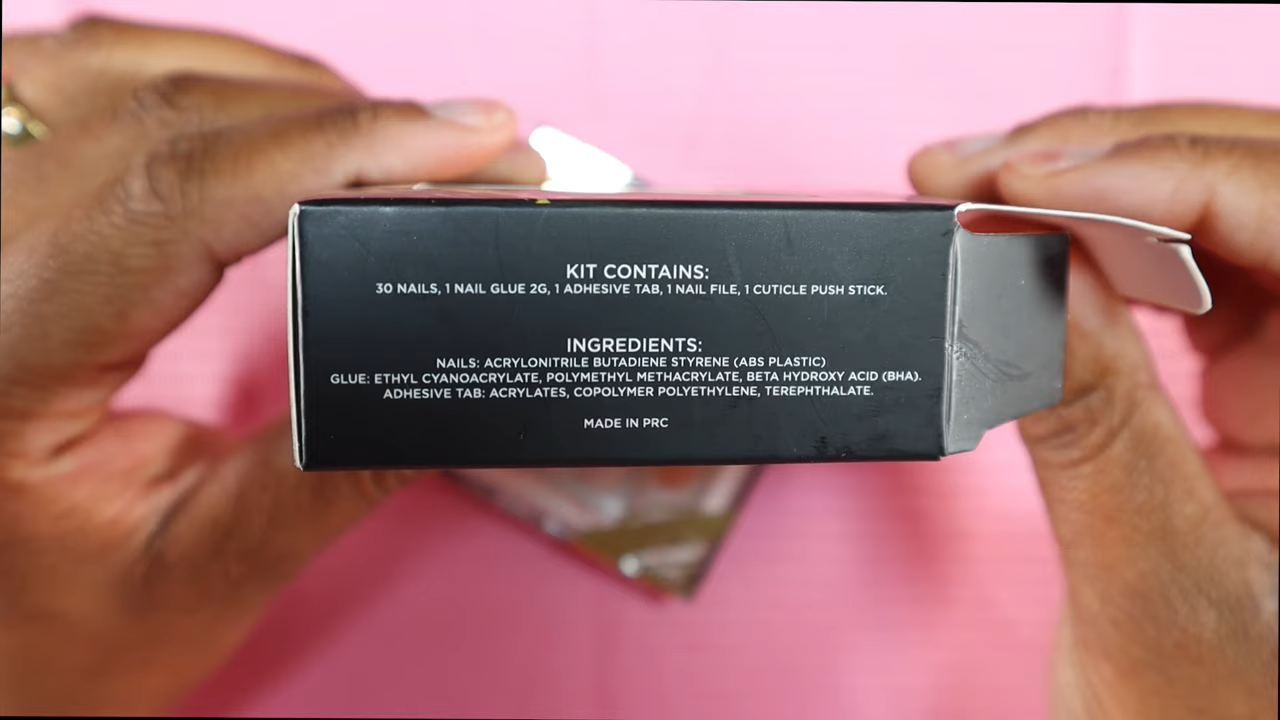 KIT CONTAINS:
30 NAILS, 1 NAIL GLUE 2G, 1 ADHESIVE TAB, 1 NAIL FILE, 1 CUTICLE PUSH STICK.
INGREDIENTS:
NAILS: ACRYLONITRILE BUTADIENE STYRENE (ABS PLASTIC)
GLUE: ETHYL CYANOACRYLATE, POLYMETHYL METHACRYLATE, BETA HYDROXY ACID (BHA).
ADHESIVE TAB: ACRYLATES, COPOLYMER POLYETHYLENE, TEREPHTHALATE.
MADE IN PRC